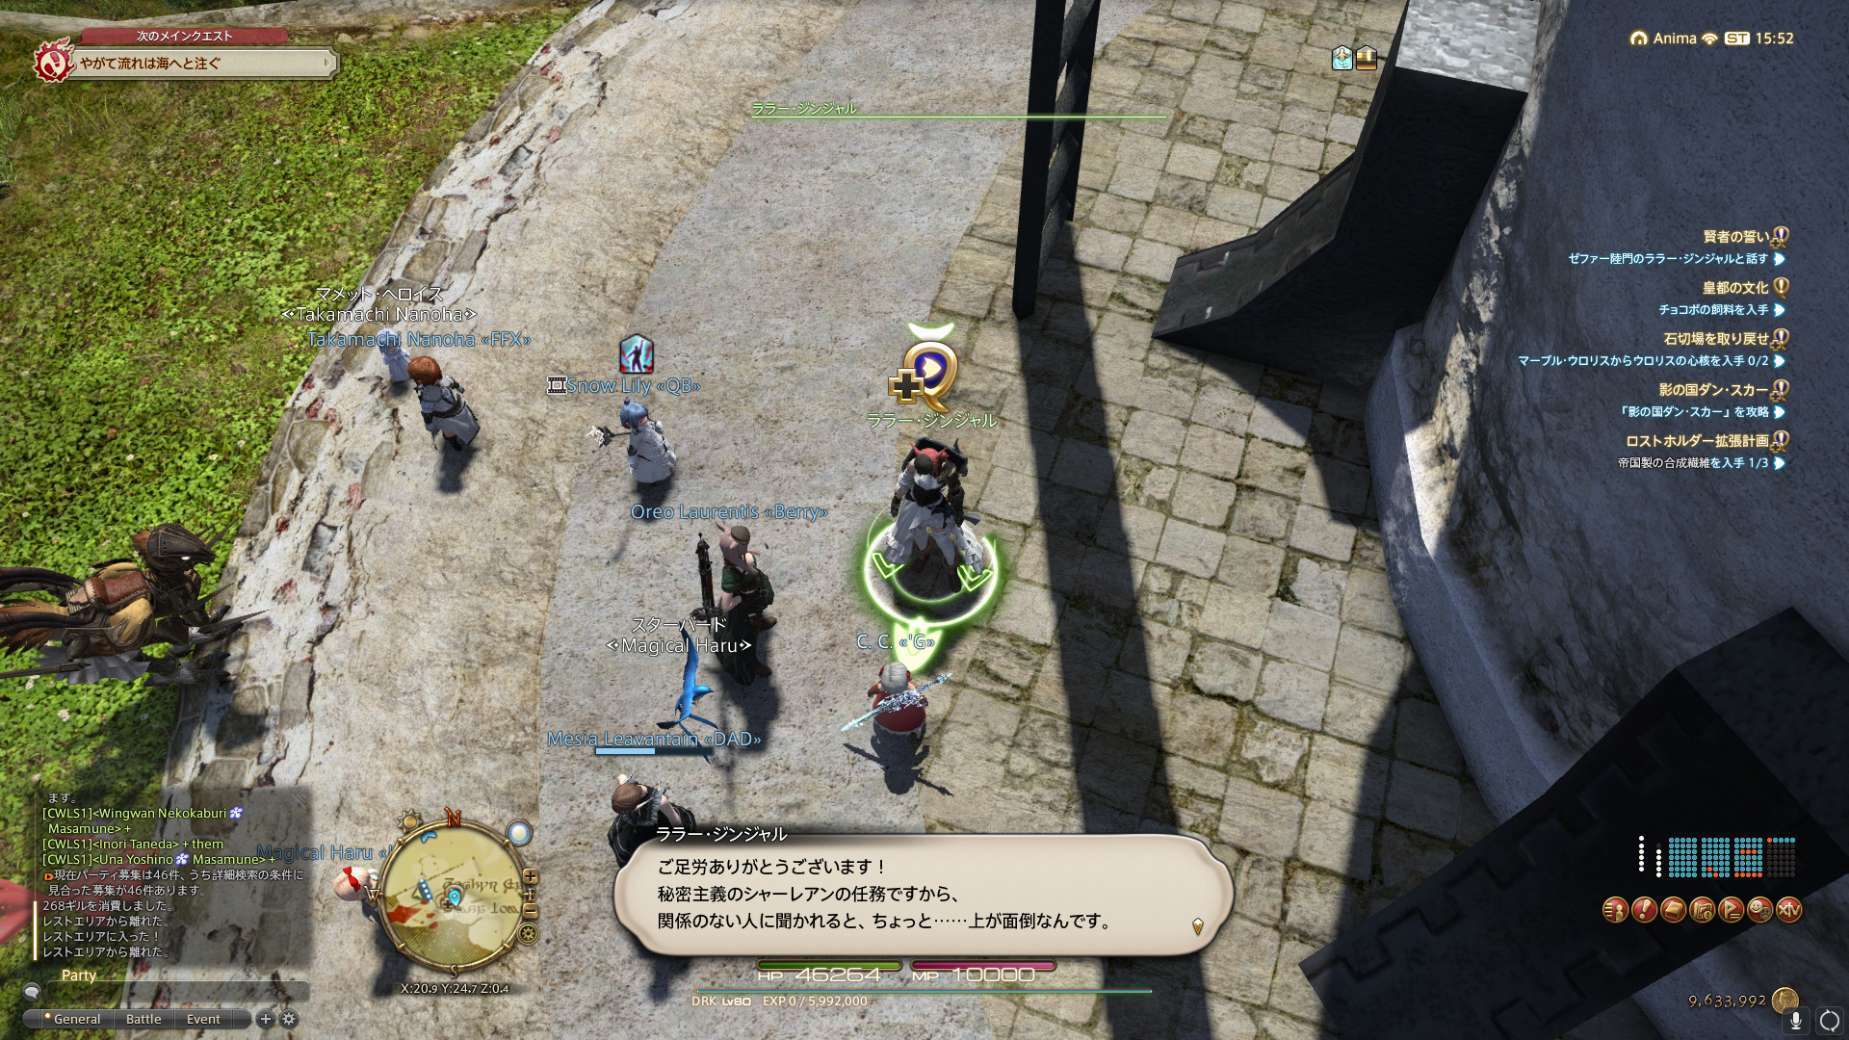 次のメインクエスト
やがて流れは海へと注ぐ
Anima ST 15:52
ララー・ジンジャル
賢者の誓い
ゼファー陸門のララー・ジンジャルと話す
皇都の文化
チョコボの飼料を入手
石切場を取り戻せ
マーブル・ウロリスからウロリスの心核を入手 0/2
影の国ダン・スカー
「影の国ダン・スカー」を攻略
ロストホルダー拡張計画
帝国製の合成繊維を入手 1/3
マメット・ヘロイズ
«Takamachi Nanoha»
Takamachi Nanoha «FFX»
Snow Lily «QB»
ララー・ジンジャル
Oreo Laurentis «Berry»
スターバード
«Magical Haru»
C. C. «'G»
Mesia Leavantain «DAD»
Magical Haru
ララー・ジンジャル
ご足労ありがとうございます！
秘密主義のシャーレアンの任務ですから、
関係のない人に聞かれると、ちょっと……上が面倒なんです。
ます。
[CWLS1]<Wingwan Nekokaburi
Masamune> +
[CWLS1]<Inori Taneda> + them
[CWLS1]<Una Yoshino Masamune> +
現在パーティ募集は46件、うち詳細検索の条件に
見合った募集が46件あります。
268ギルを消費しました。
レストエリアから離れた。
レストエリアに入った！
レストエリアから離れた。
Party
General Battle Event
N
S
X:20.9 Y:24.7 Z:0.4
HP 46264 MP 10000
DRK Lv80 EXP 0 / 5,992,000
XIV
9,633,992